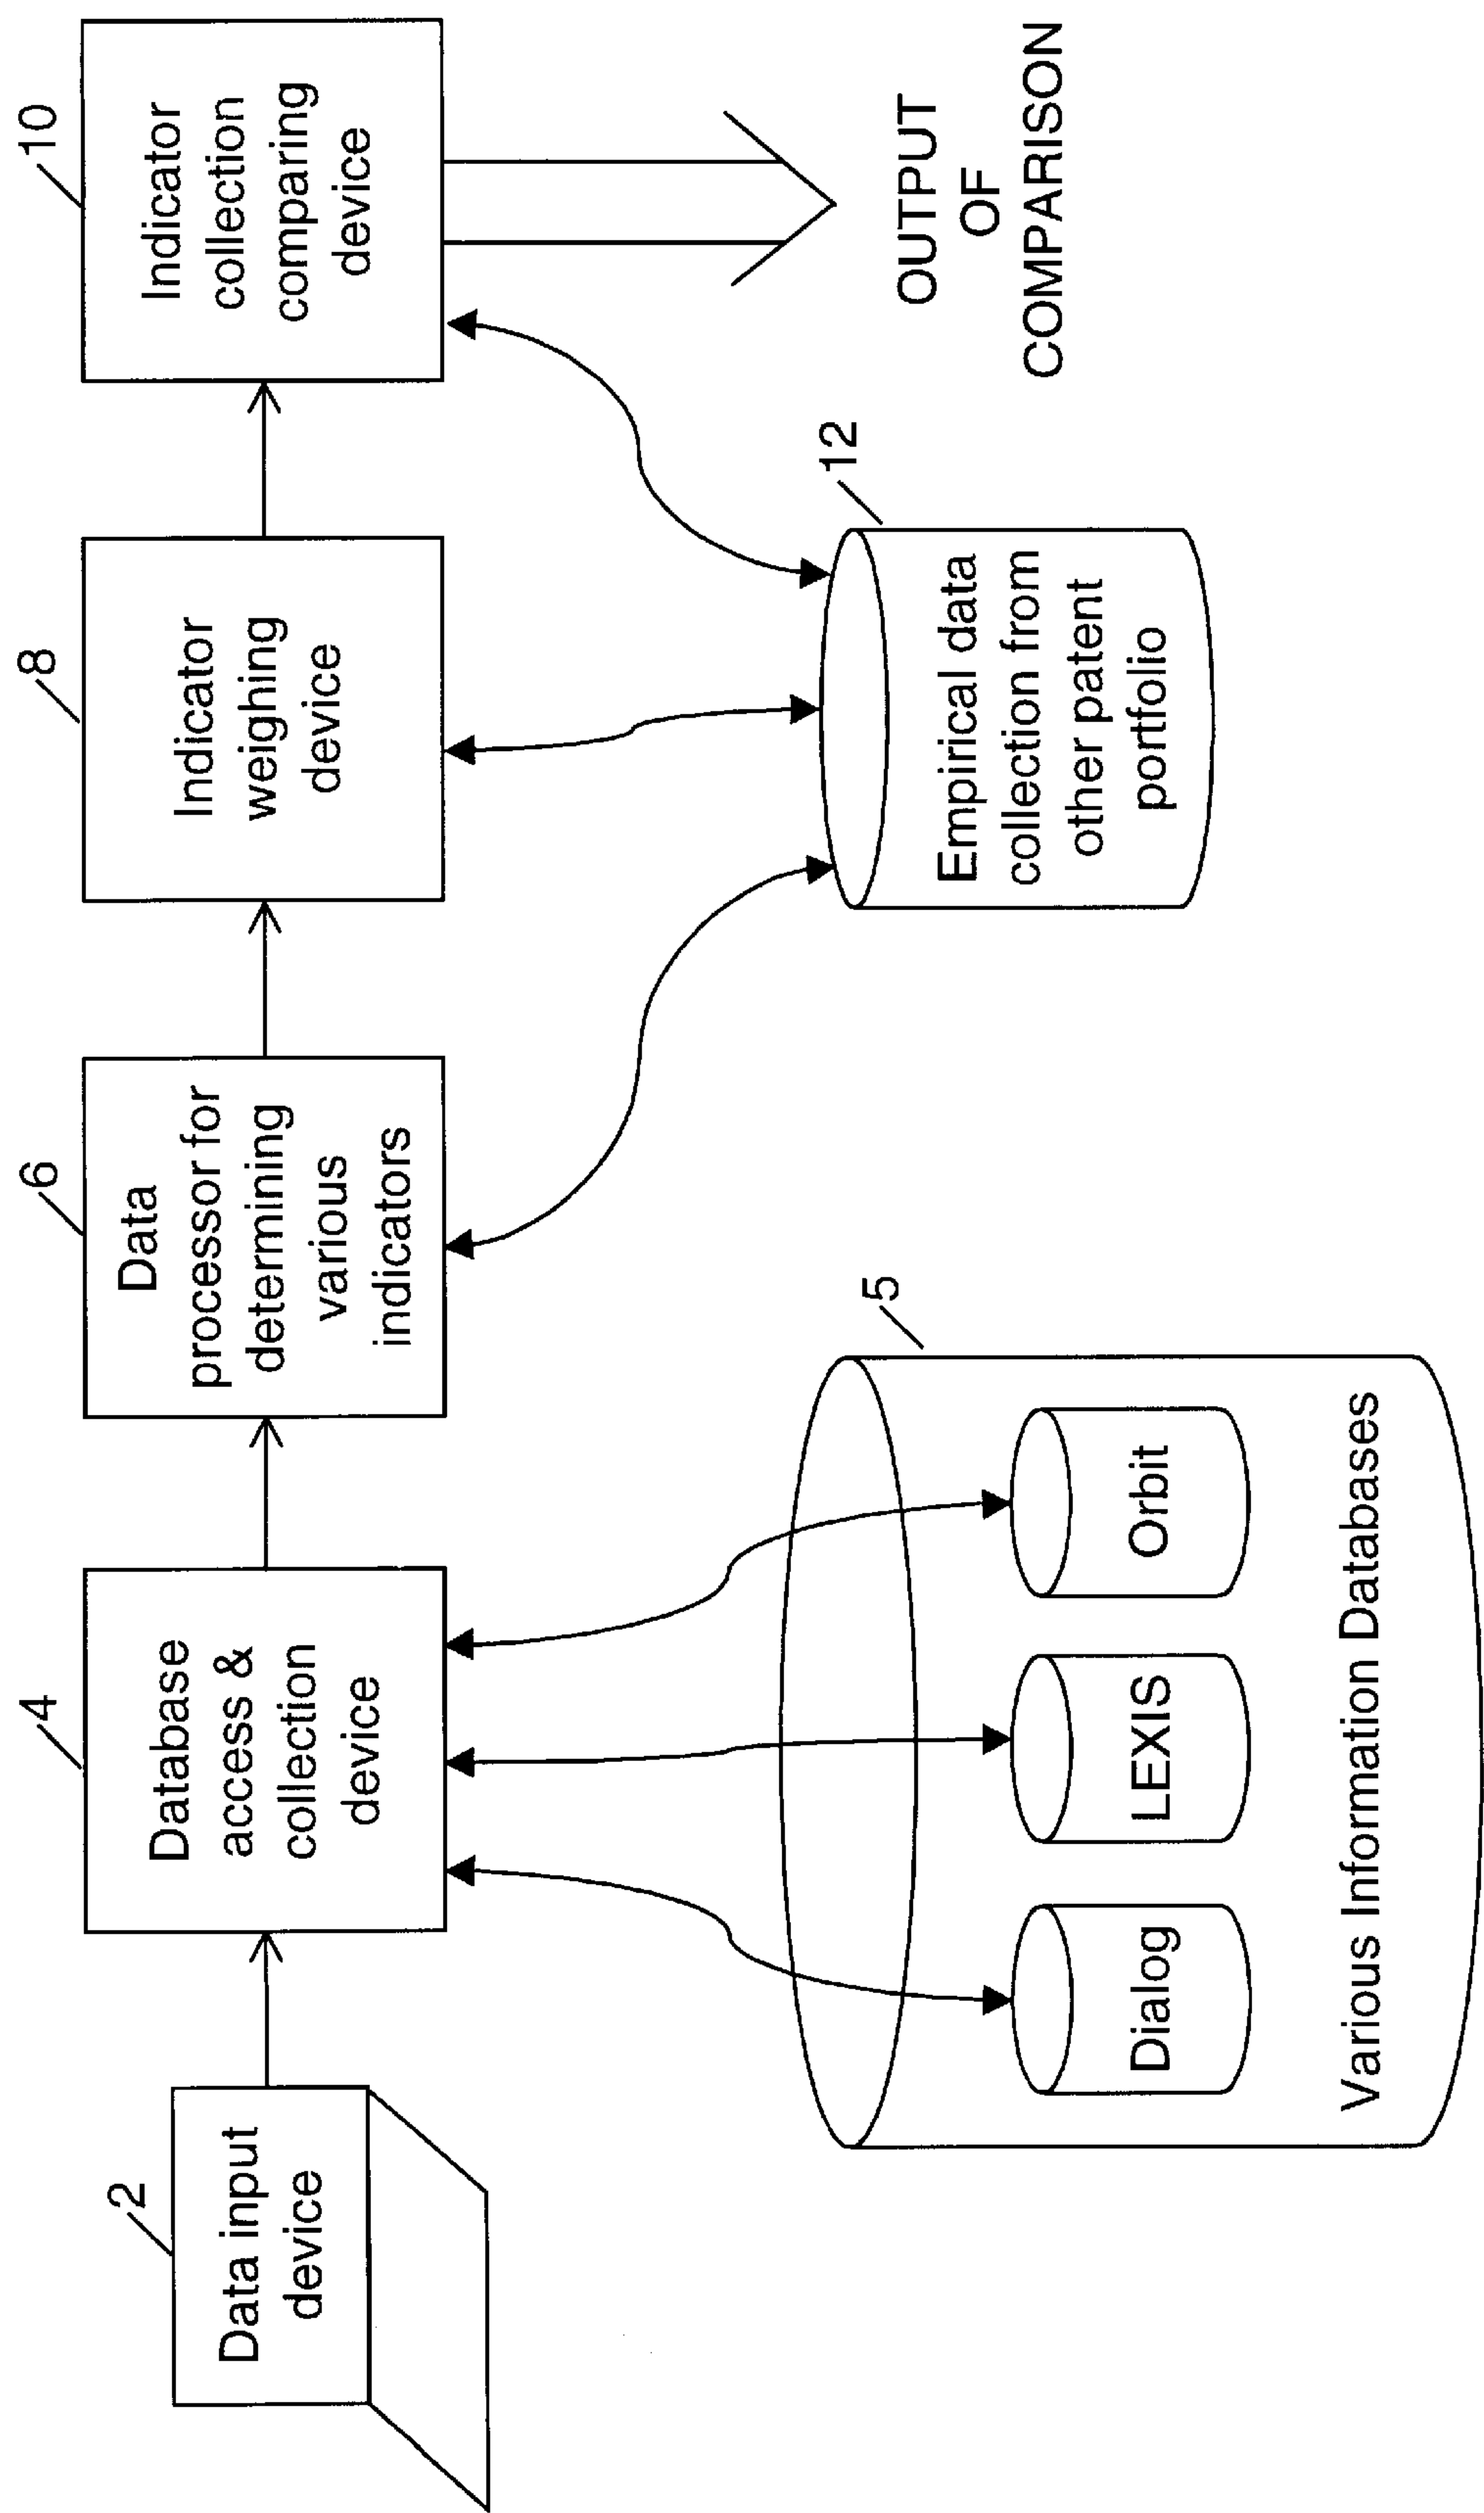 2
Data input
device
4
Database
access &
collection
device
6
Data
processor for
determining
various
indicators
8
Indicator
weighing
device
10
Indicator
collection
comparing
device
5
Dialog
LEXIS
Orbit
Various Information Databases
12
Empirical data
collection from
other patent
portfolio
OUTPUT
OF
COMPARISON